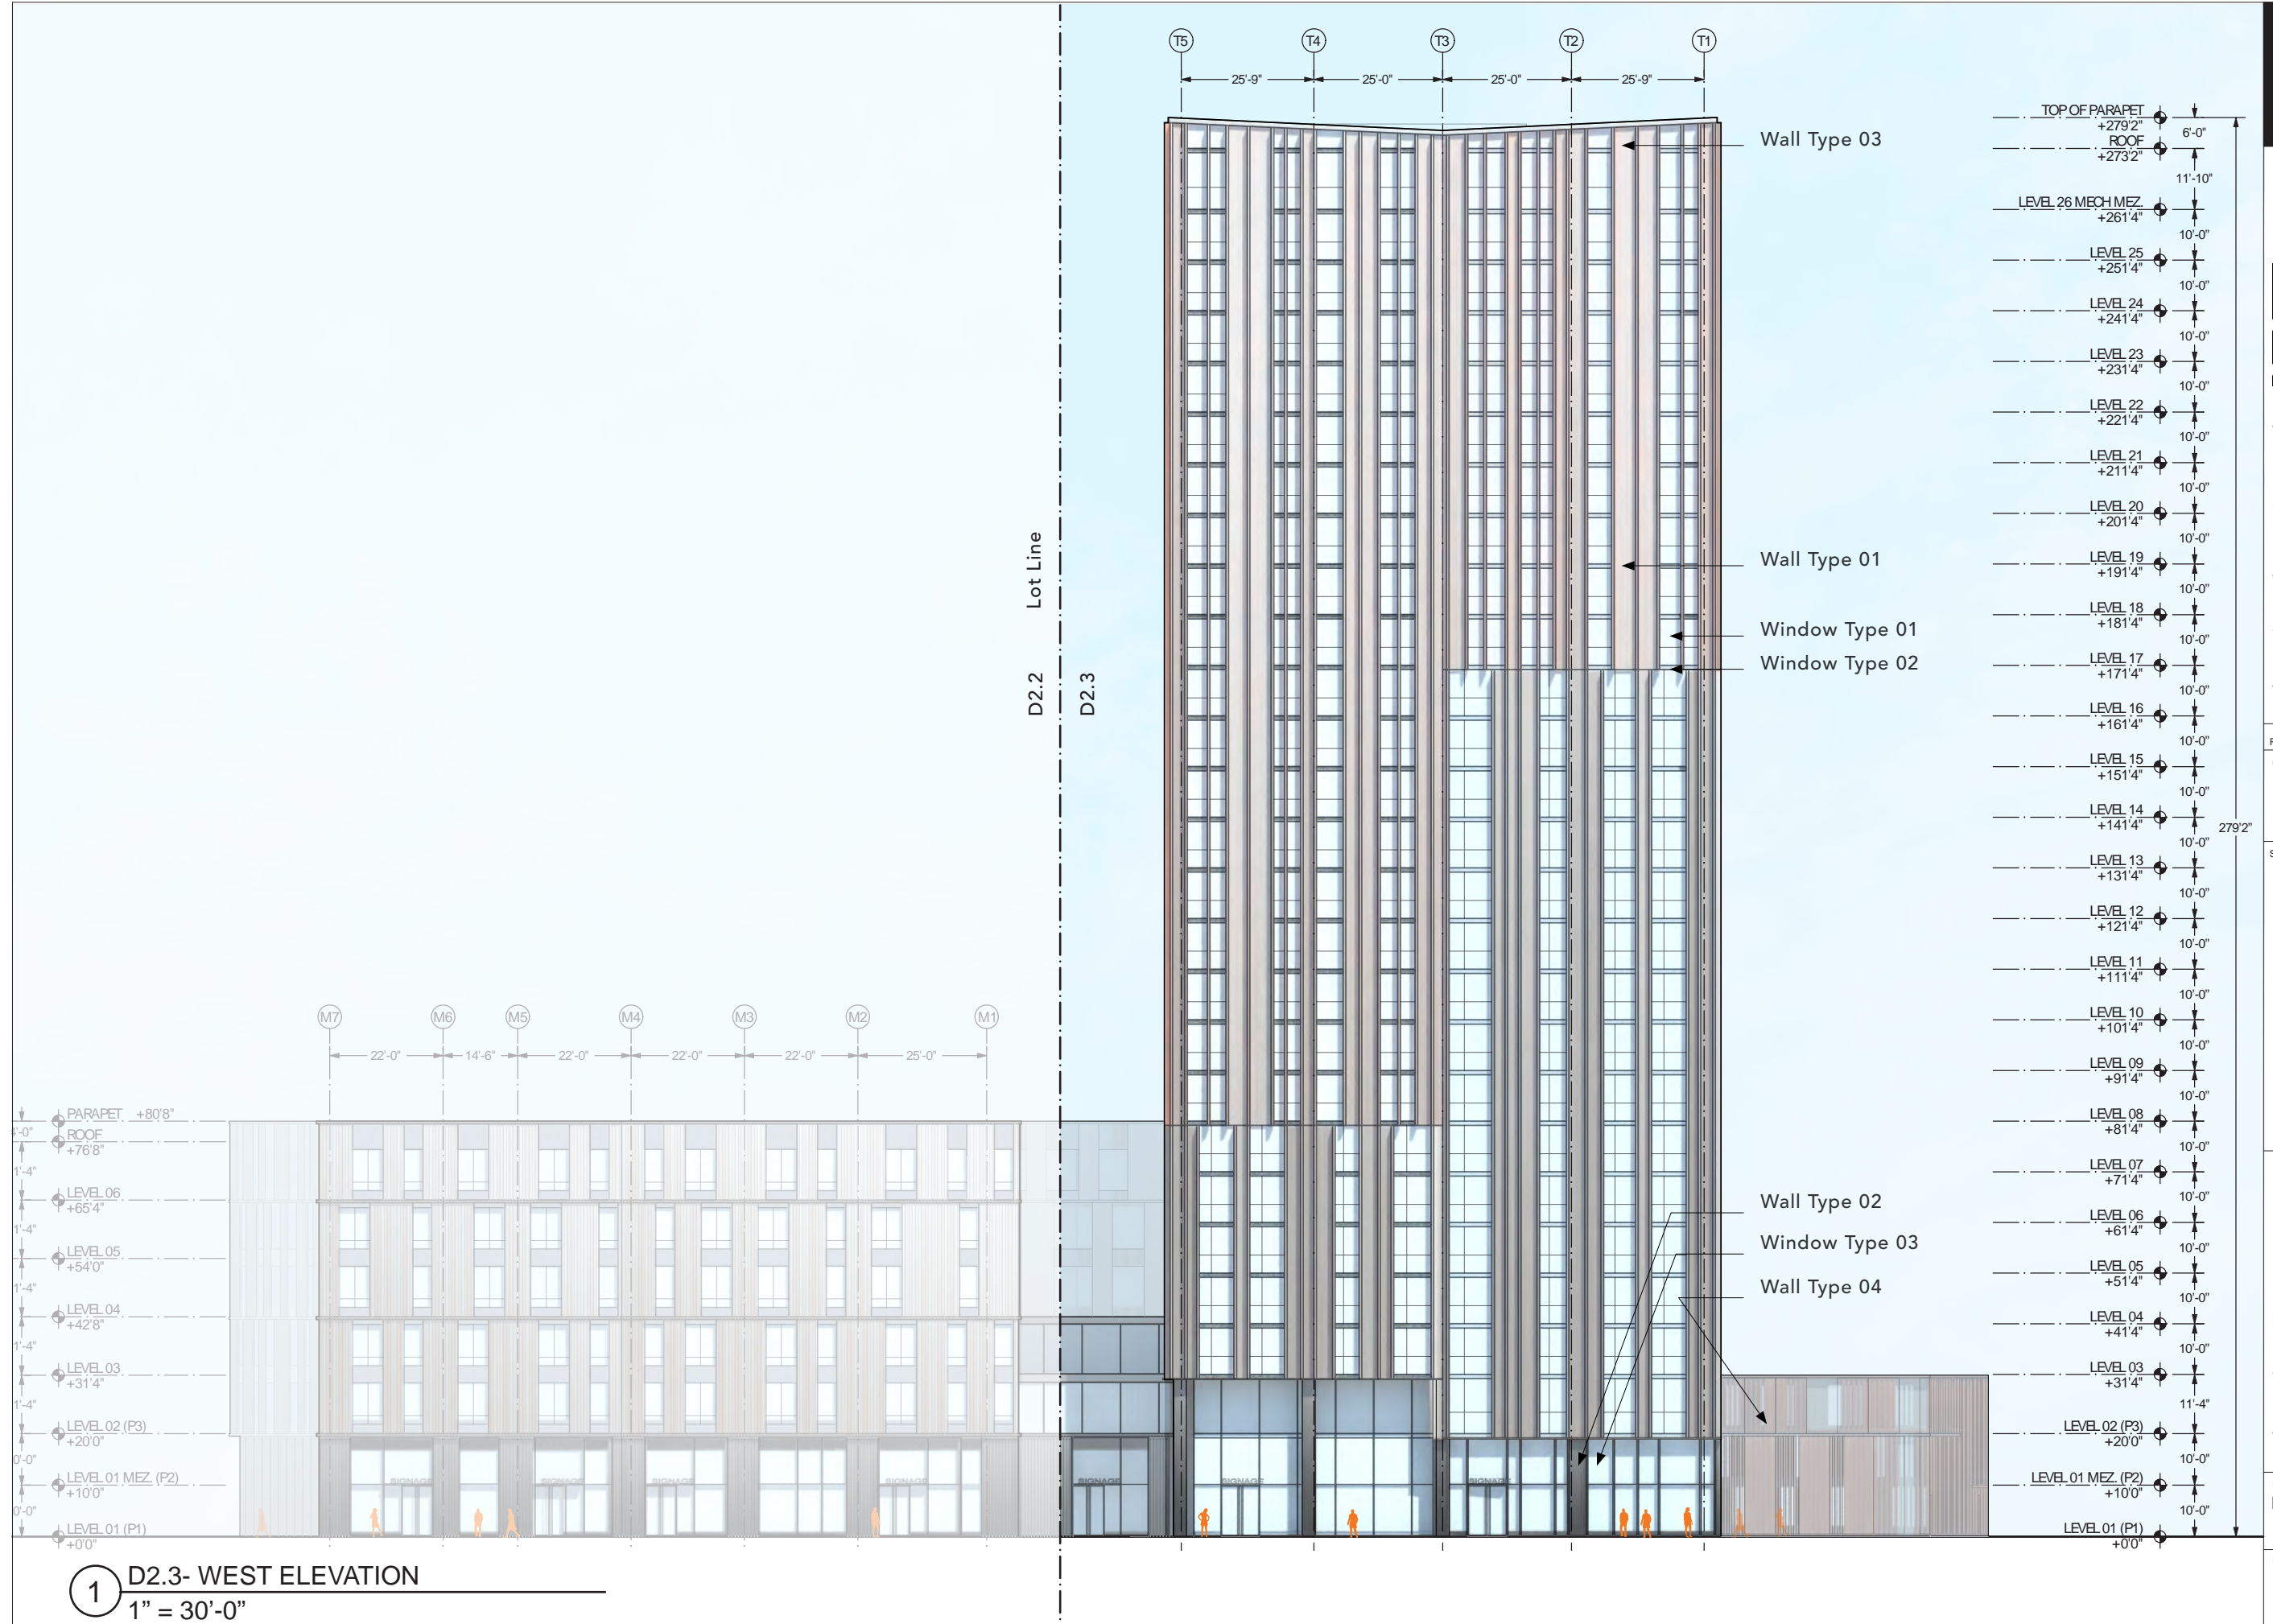 T5 T4 T3 T2 T1
25'-9" 25'-0" 25'-0" 25'-9"
TOP OF PARAPET
+279'2"
6'-0"
ROOF
+273'2"
11'-10"
LEVEL 26 MECH MEZ.
+261'4"
10'-0"
LEVEL 25
+251'4"
10'-0"
LEVEL 24
+241'4"
10'-0"
LEVEL 23
+231'4"
10'-0"
LEVEL 22
+221'4"
10'-0"
LEVEL 21
+211'4"
10'-0"
LEVEL 20
+201'4"
10'-0"
LEVEL 19
+191'4"
10'-0"
LEVEL 18
+181'4"
10'-0"
LEVEL 17
+171'4"
10'-0"
LEVEL 16
+161'4"
10'-0"
LEVEL 15
+151'4"
10'-0"
LEVEL 14
+141'4"
10'-0"
LEVEL 13
+131'4"
10'-0"
LEVEL 12
+121'4"
10'-0"
LEVEL 11
+111'4"
10'-0"
LEVEL 10
+101'4"
10'-0"
LEVEL 09
+91'4"
10'-0"
LEVEL 08
+81'4"
10'-0"
LEVEL 07
+71'4"
10'-0"
LEVEL 06
+61'4"
10'-0"
LEVEL 05
+51'4"
10'-0"
LEVEL 04
+41'4"
10'-0"
LEVEL 03
+31'4"
11'-4"
LEVEL 02 (P3)
+20'0"
10'-0"
LEVEL 01 MEZ. (P2)
+10'0"
10'-0"
LEVEL 01 (P1)
+0'0"
279'2"
Wall Type 03
Wall Type 01
Window Type 01
Window Type 02
Wall Type 02
Window Type 03
Wall Type 04
Lot Line
D2.2
D2.3
M7 M6 M5 M4 M3 M2 M1
22'-0" 14'-6" 22'-0" 22'-0" 22'-0" 25'-0"
PARAPET +80'8"
ROOF
+76'8"
LEVEL 06
+65'4"
LEVEL 05
+54'0"
LEVEL 04
+42'8"
LEVEL 03
+31'4"
LEVEL 02 (P3)
+20'0"
LEVEL 01 MEZ. (P2)
+10'0"
LEVEL 01 (P1)
+0'0"
SIGNAGE SIGNAGE SIGNAGE SIGNAGE SIGNAGE SIGNAGE SIGNAGE
1
D2.3- WEST ELEVATION
1" = 30'-0"